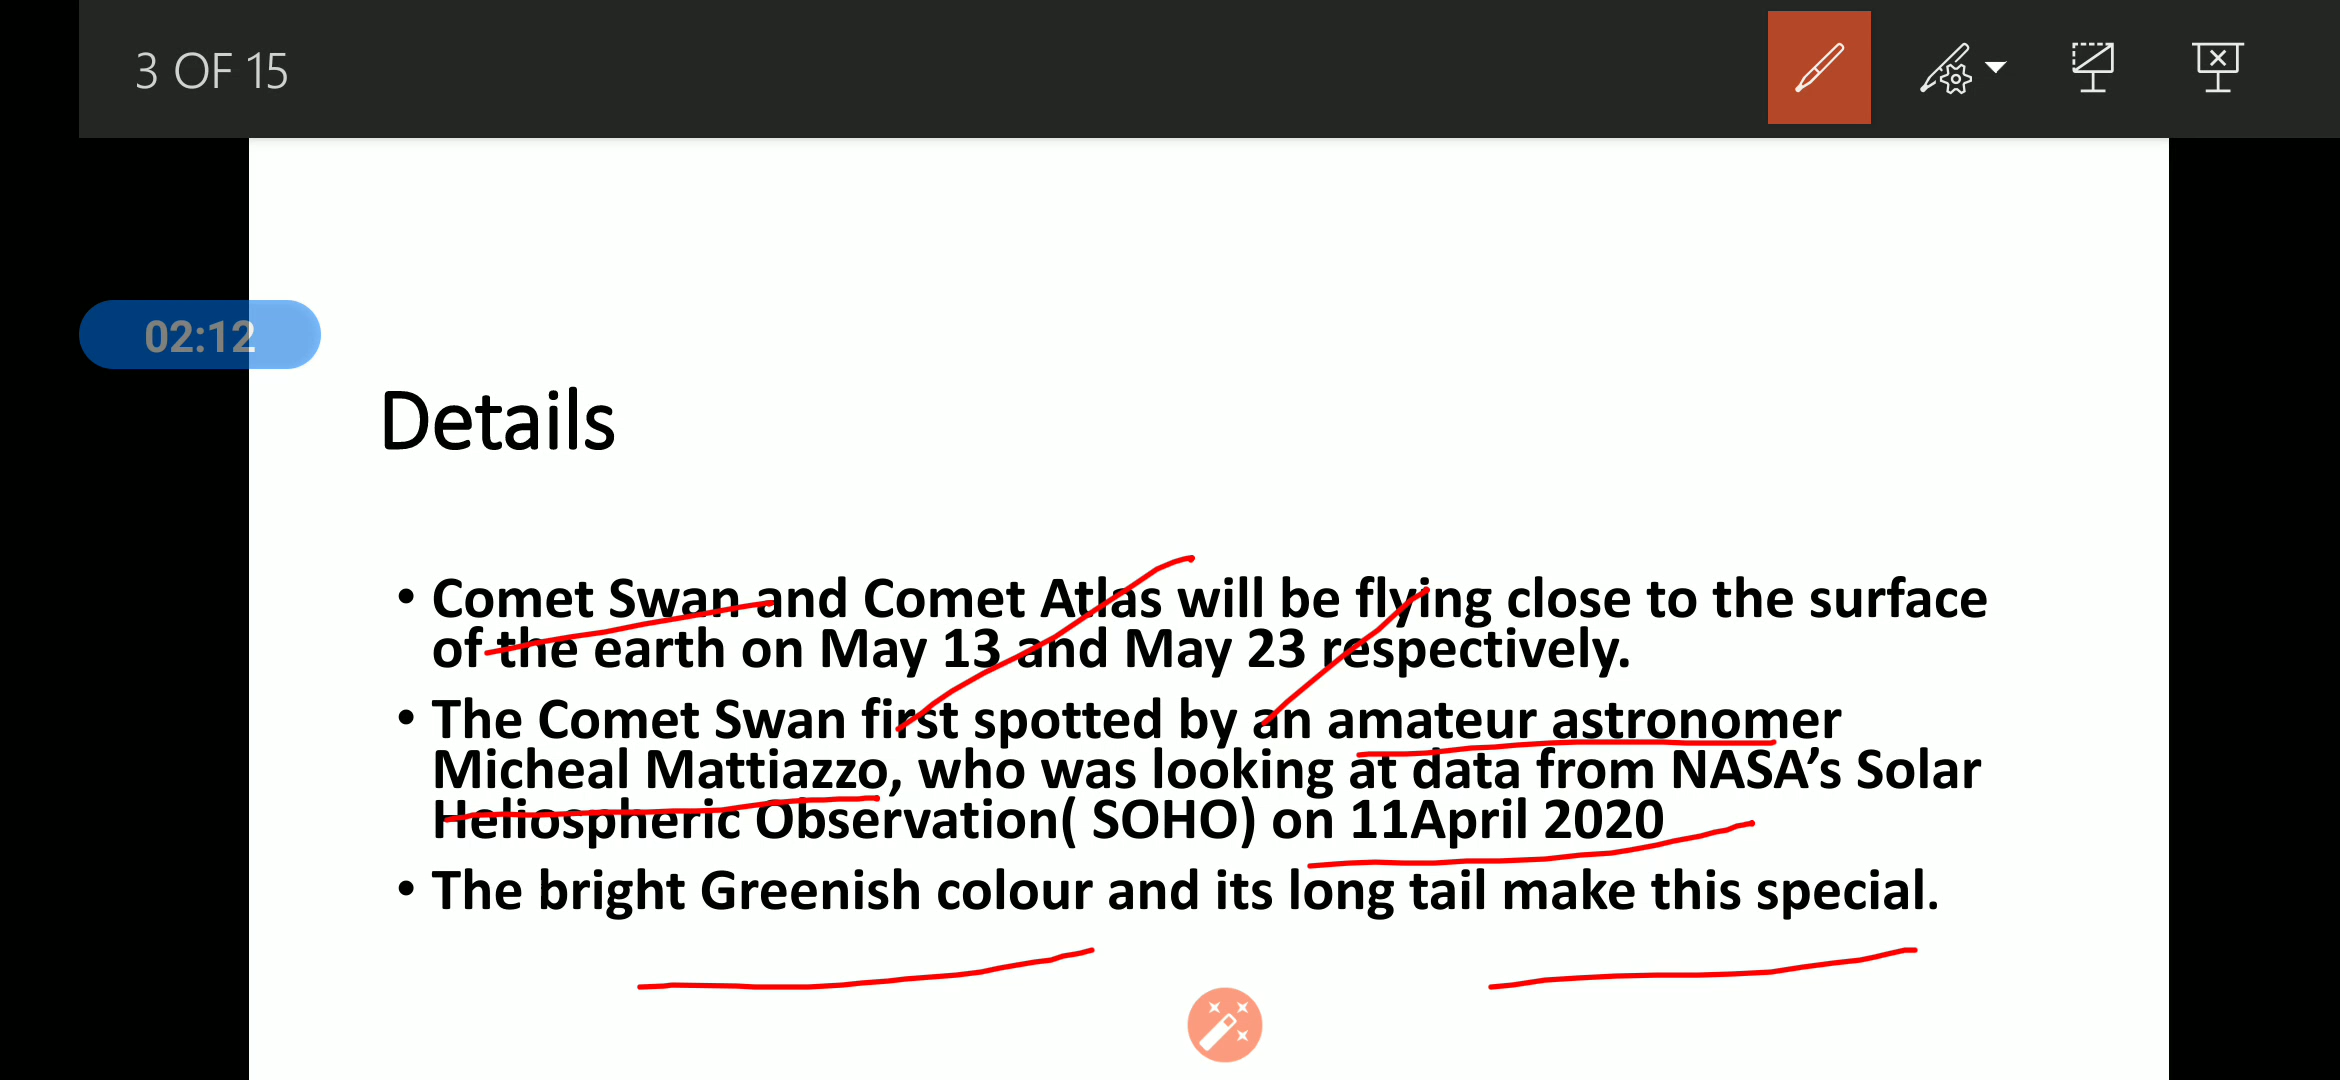 3 OF 15
02:12
Details
• Comet Swan and Comet Atlas will be flying close to the surface
of the earth on May 13 and May 23 respectively.
• The Comet Swan first spotted by an amateur astronomer
Micheal Mattiazzo, who was looking at data from NASA’s Solar
Heliospheric Observation( SOHO) on 11April 2020
• The bright Greenish colour and its long tail make this special.